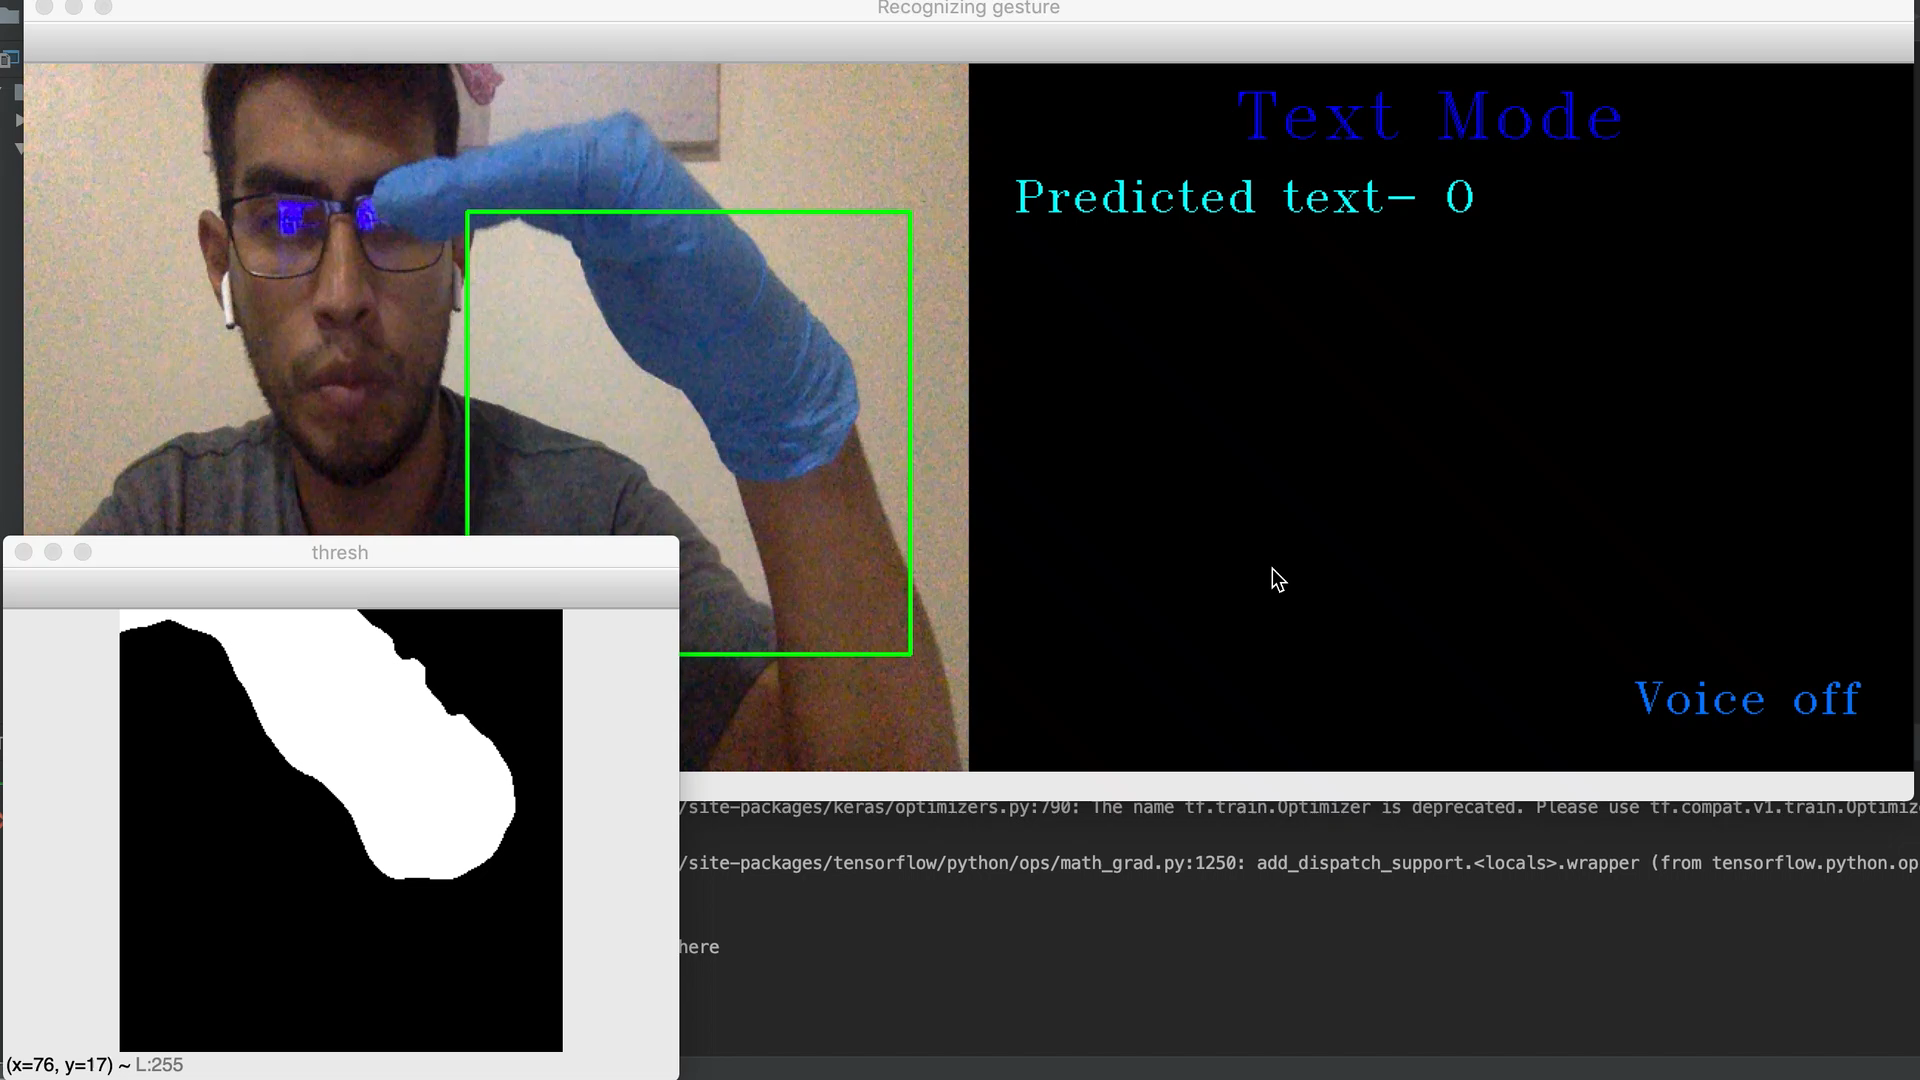 Recognizing gesture
Text Mode
Predicted text- O
Voice off
thresh
/site-packages/keras/optimizers.py:790: The name tf.train.Optimizer is deprecated. Please use tf.compat.v1.train.Optimiz
/site-packages/tensorflow/python/ops/math_grad.py:1250: add_dispatch_support.<locals>.wrapper (from tensorflow.python.op
here
(x=76, y=17) ~ L:255